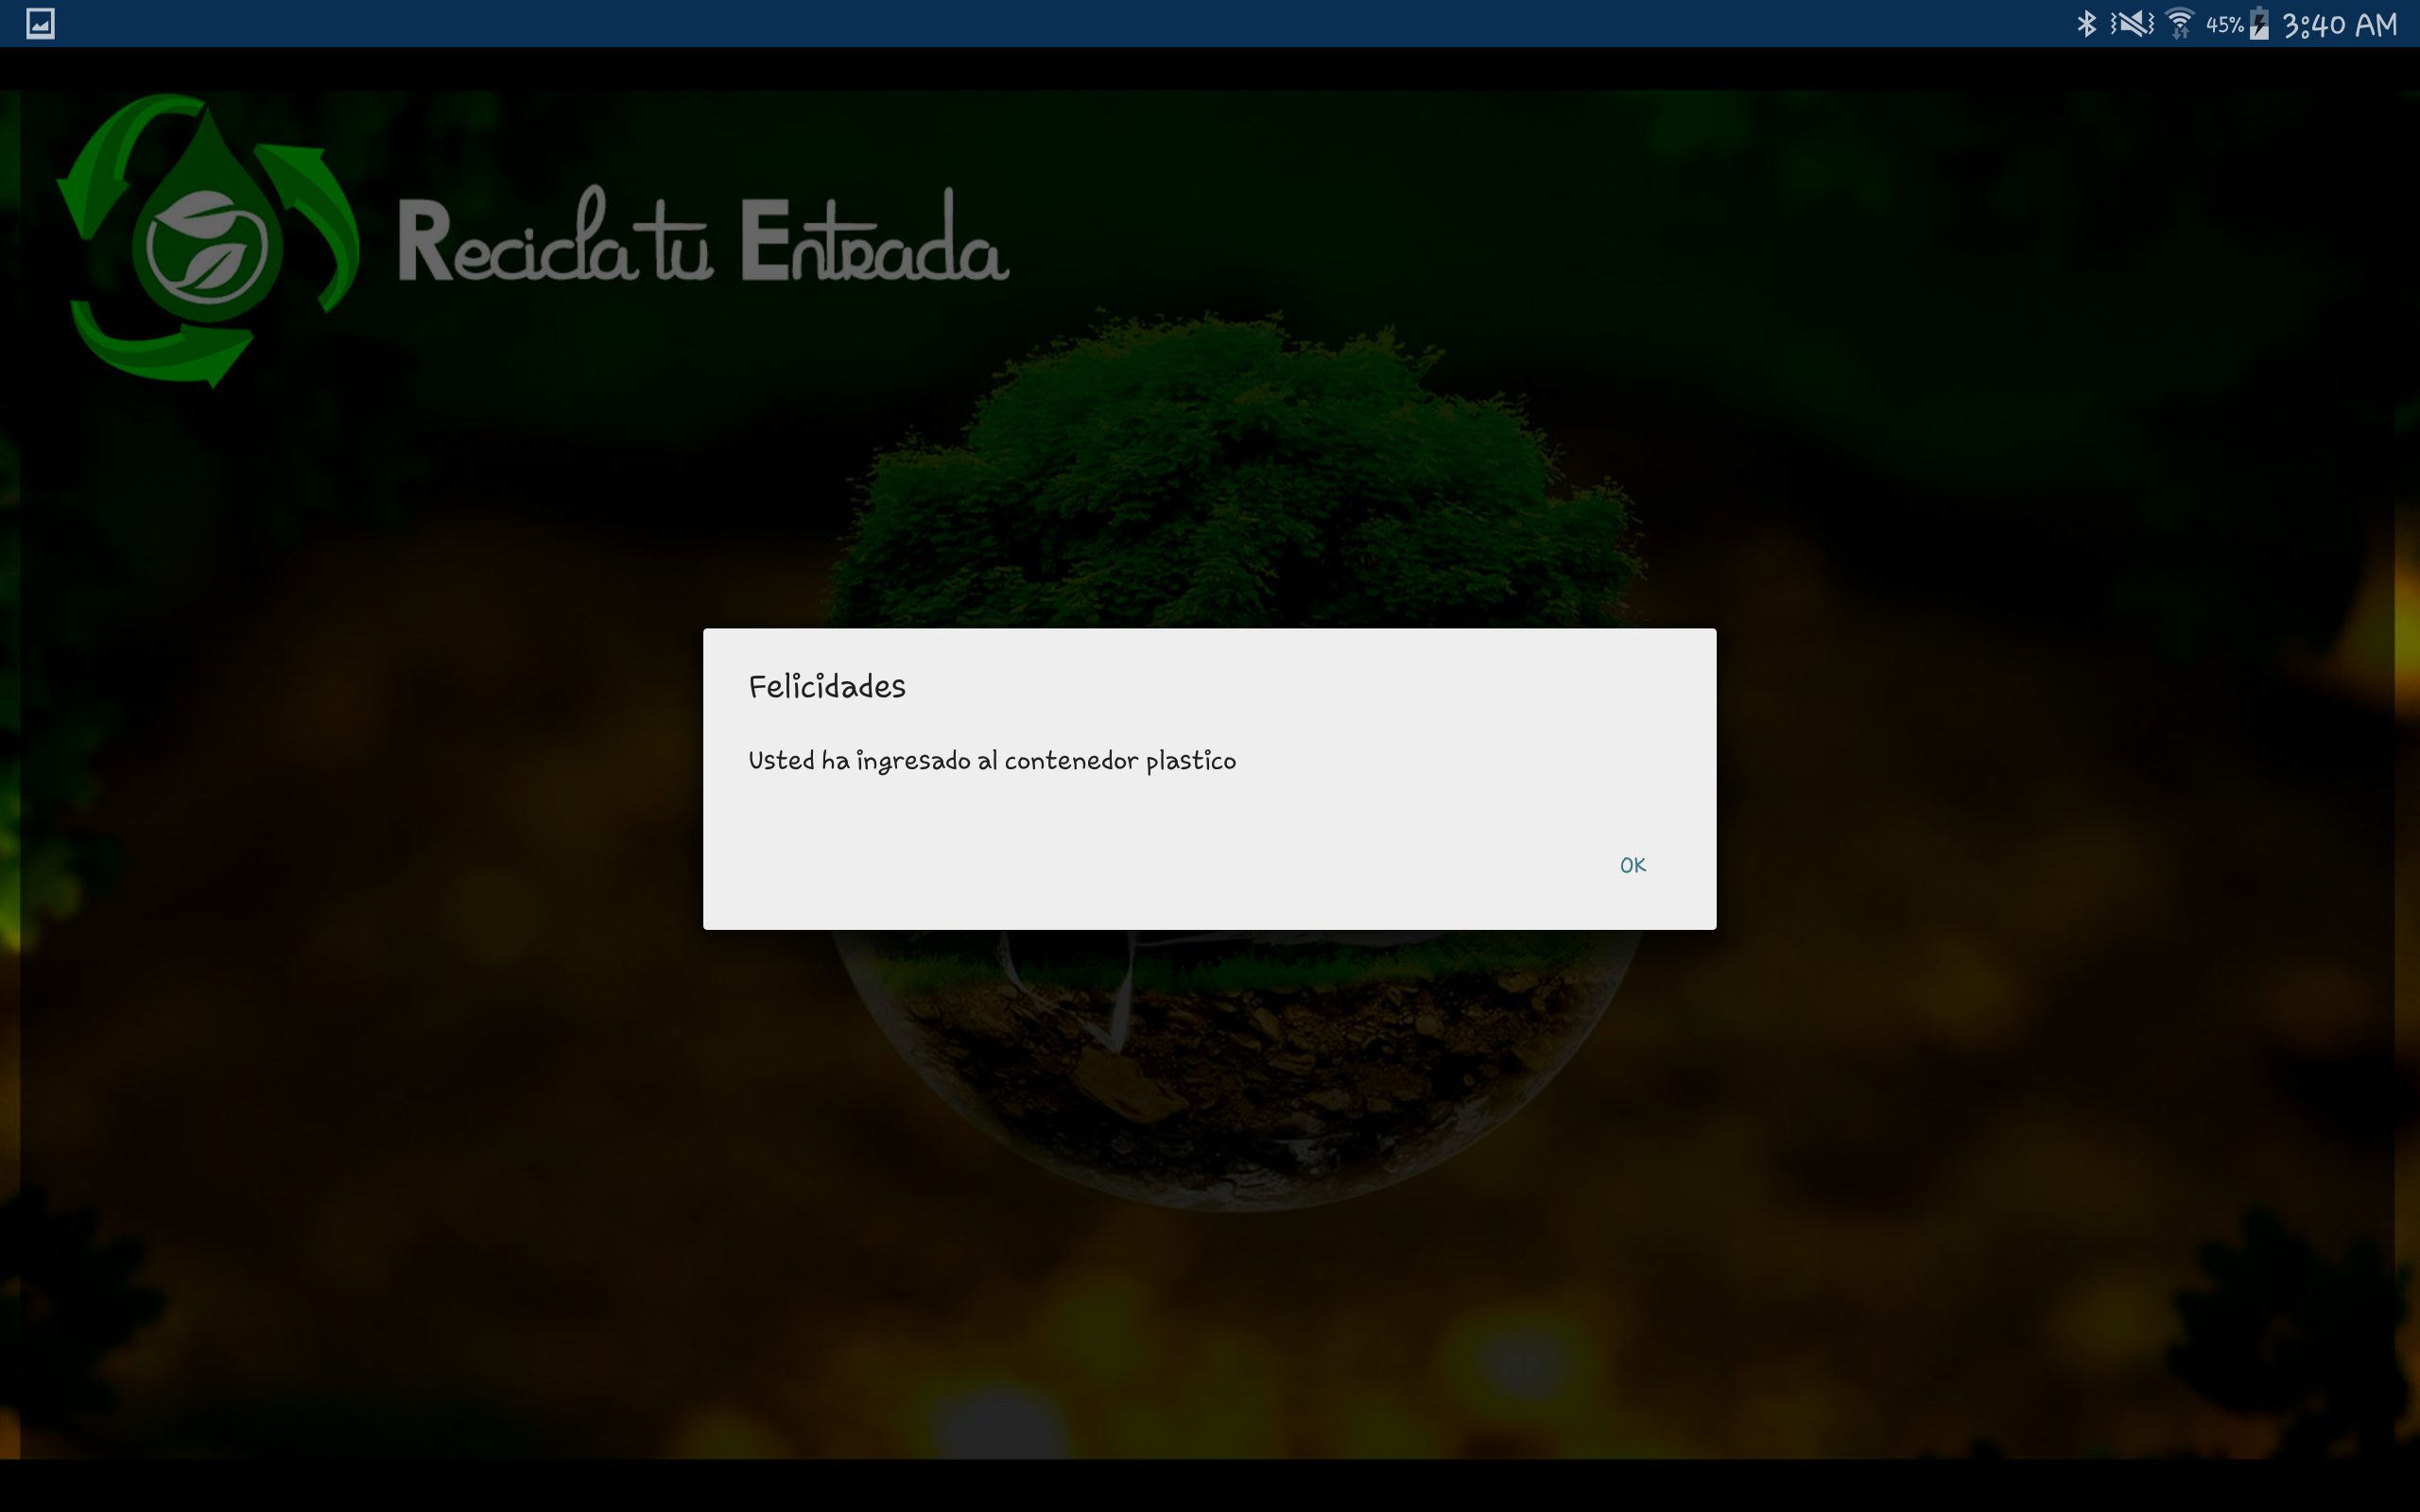 45% 3:40 AM
Recicla tu Entrada
Felicidades
Usted ha ingresado al contenedor plastico
OK